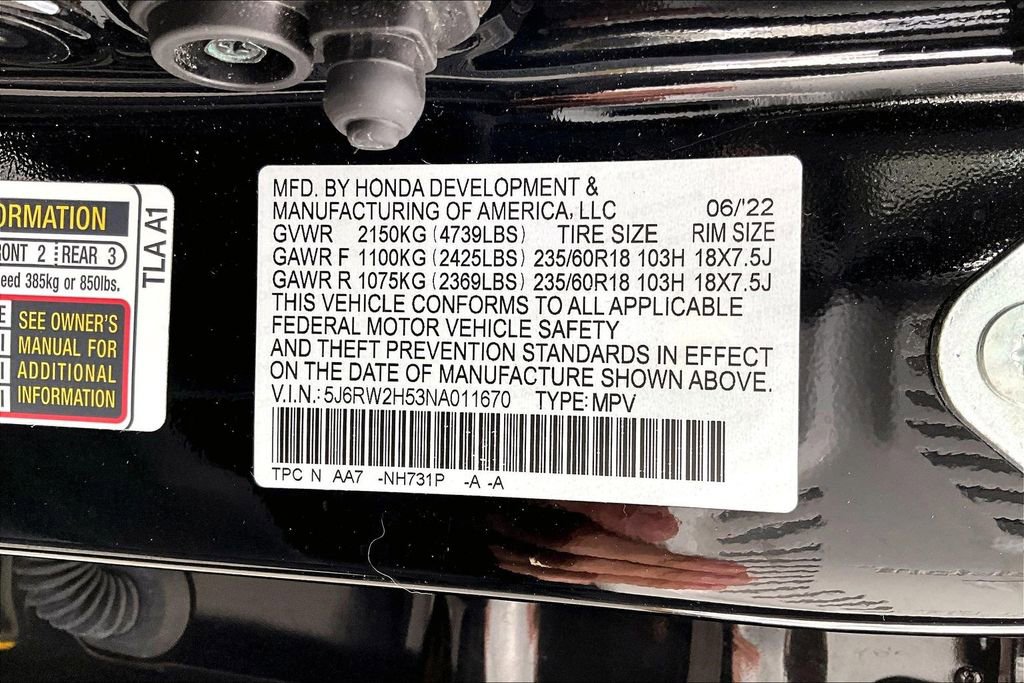 ORMATION
RONT 2 REAR 3
eed 385kg or 850lbs.
SEE OWNER'S
MANUAL FOR
ADDITIONAL
INFORMATION
TLA A1
MFD. BY HONDA DEVELOPMENT &
MANUFACTURING OF AMERICA, LLC 06/'22
GVWR 2150KG (4739LBS) TIRE SIZE RIM SIZE
GAWR F 1100KG (2425LBS) 235/60R18 103H 18X7.5J
GAWR R 1075KG (2369LBS) 235/60R18 103H 18X7.5J
THIS VEHICLE CONFORMS TO ALL APPLICABLE
FEDERAL MOTOR VEHICLE SAFETY
AND THEFT PREVENTION STANDARDS IN EFFECT
ON THE DATE OF MANUFACTURE SHOWN ABOVE.
V.I.N.: 5J6RW2H53NA011670 TYPE: MPV
TPC N AA7 -NH731P -A -A